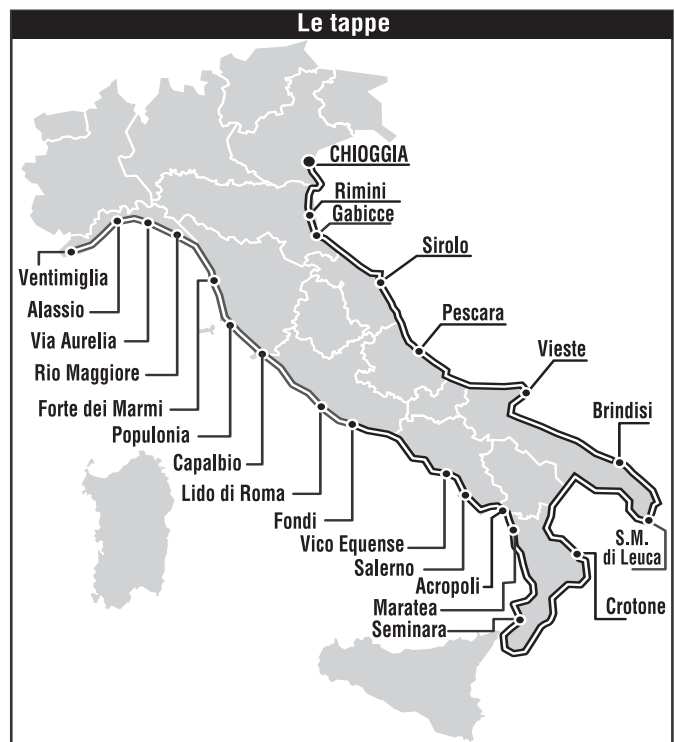 Le tappe
CHIOGGIA
Rimini
Gabicce
Sirolo
Pescara
Vieste
Brindisi
S.M.
di Leuca
Crotone
Ventimiglia
Alassio
Via Aurelia
Rio Maggiore
Forte dei Marmi
Populonia
Capalbio
Lido di Roma
Fondi
Vico Equense
Salerno
Acropoli
Maratea
Seminara